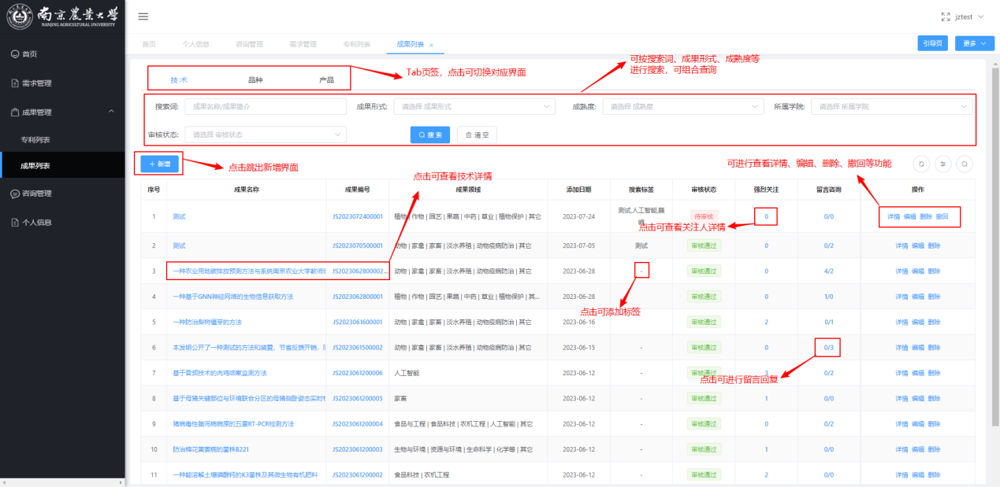 南京農業大學
NANJING AGRICULTURAL UNIVERSITY
jztest
首页
需求管理
成果管理
专利列表
成果列表
咨询管理
个人信息
首页 个人信息 咨询管理 需求管理 专利列表 成果列表 x
引导页 更多
可按搜索词、成果形式、成熟度等
进行搜索，可组合查询
Tab页签，点击可切换对应界面
技术 品种 产品
搜索词: 成果名称/成果简介 成果形式: 请选择 成果形式 成熟度: 请选择 成熟度 所属学院: 请选择 所属学院
审核状态: 请选择 审核状态 搜索 清空
+ 新增
点击跳出新增界面
点击可查看技术详情
可进行查看详情、编辑、删除、撤回等功能
序号 成果名称 成果编号 成果领域 添加日期 搜索标签 审核状态 强烈关注 留言咨询 操作
1 测试 JS2023072400001 植物 | 作物 | 园艺 | 果蔬 | 中药 | 草业 | 植物保护 | 其它 2023-07-24 测试,人工智能, 待审核 0 0/0 详情 编辑 删除 撤回
点击可查看关注人详情
2 测试 JS2023070500001 动物 | 家禽 | 家畜 | 淡水养殖 | 动物疫病防治 | 其它 2023-07-05 测试 审核通过 0 0/2 详情 编辑 删除
3 一种农业用地碳排放预测方法与系统南京农业大学教师 JS2023062800002... 动物 | 家禽 | 家畜 | 淡水养殖 | 动物疫病防治 | 其它 2023-06-28 - 审核通过 0 4/2 详情 编辑 删除
4 一种基于GNN神经网络的生物信息获取方法 JS2023062800001 植物 | 作物 | 园艺 | 果蔬 | 中药 | 草业 | 植物保护 | 其... 2023-06-28 审核通过 0 1/0 详情 编辑 删除
点击可添加标签
5 一种防治梨树僵芽的方法 JS2023061600001 动物 | 家禽 | 家畜 | 淡水养殖 | 动物疫病防治 | 其它 2023-06-16 审核通过 2 0/1 详情 编辑 删除
6 本发明公开了一种测试的方法和装置，节省反馈开销， JS2023061500002 动物 | 家禽 | 家畜 | 淡水养殖 | 动物疫病防治 | 其它 2023-06-15 - 审核通过 0 0/3 详情 编辑 删除
7 基于音频技术的肉鸡咳嗽监测方法 JS2023061200006 人工智能 2023-06-12 - 审核通过 3 0/2 详情 编辑 删除
点击可进行留言回复
8 基于母猪关键部位与环境联合分区的母猪侧卧姿态实时 JS2023061200005 家畜 2023-06-12 - 审核通过 1 0/0 详情 编辑 删除
9 猪病毒性腹泻病病原的五重RT-PCR检测方法 JS2023061200004 食品与工程 | 食品科技 | 农机工程 | 人工智能 | 其它 2023-06-12 - 审核通过 0 0/2 详情 编辑 删除
10 防治棉花黄萎病的菌株B221 JS2023061200003 生物与环境 | 资源与环境 | 生命科学 | 化学等 | 其它 2023-06-12 - 审核通过 1 0/0 详情 编辑 删除
11 一种能溶解土壤磷酸钙的K3菌株及其微生物有机肥料 JS2023061200002 食品科技 | 农机工程 2023-06-12 - 审核通过 2 0/0 详情 编辑 删除